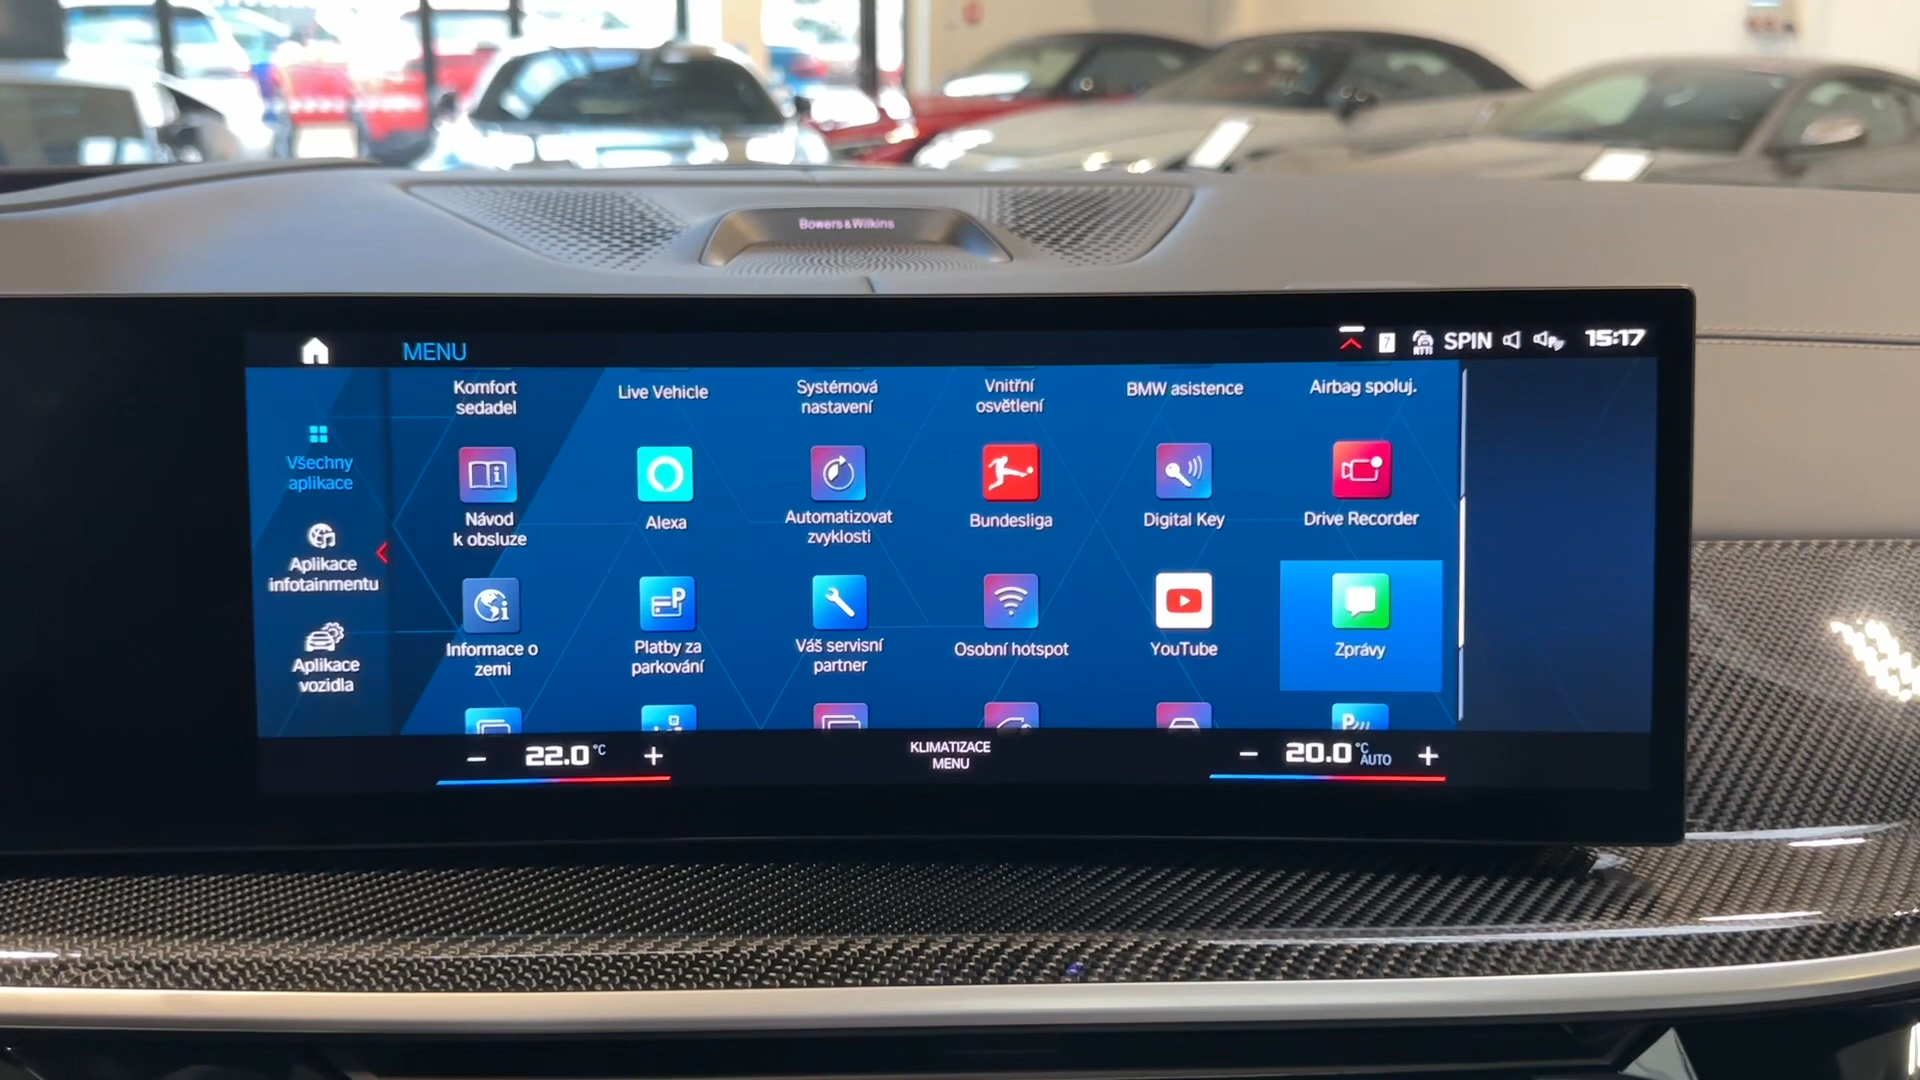 Bowers & Wilkins
MENU
7
RTTI
SPIN
15:17
Komfort
sedadel
Live Vehicle
Systémová
nastavení
Vnitřní
osvětlení
BMW asistence
Airbag spoluj.
Všechny
aplikace
Aplikace
infotainmentu
Aplikace
vozidla
Návod
k obsluze
Alexa
Automatizovat
zvyklosti
Bundesliga
Digital Key
Drive Recorder
Informace o
zemi
P
Platby za
parkování
Váš servisní
partner
Osobní hotspot
YouTube
Zprávy
P
− 22.0 °C +
KLIMATIZACE
MENU
− 20.0 °C AUTO +